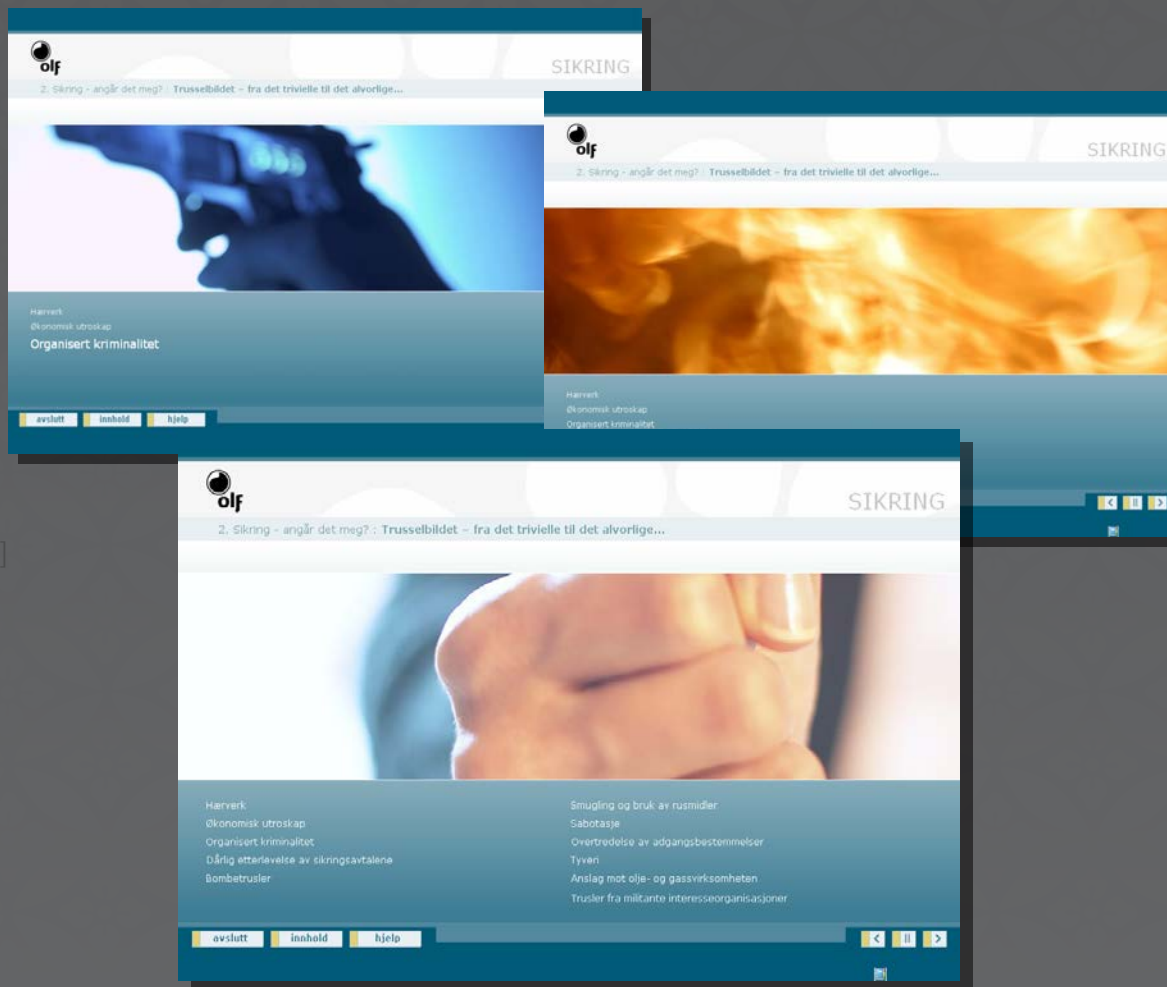 olf
SIKRING
2. Sikring - angår det meg? : Trusselbildet – fra det trivielle til det alvorlige...
Hærverk
Økonomisk utroskap
Organisert kriminalitet
avslutt innhold hjelp
olf
SIKRING
2. Sikring - angår det meg? : Trusselbildet – fra det trivielle til det alvorlige...
Hærverk
Økonomisk utroskap
Organisert kriminalitet
olf
SIKRING
2. Sikring - angår det meg? : Trusselbildet – fra det trivielle til det alvorlige...
Hærverk
Økonomisk utroskap
Organisert kriminalitet
Dårlig etterlevelse av sikringsavtalene
Bombetrusler
Smugling og bruk av rusmidler
Sabotasje
Overtredelse av adgangsbestemmelser
Tyveri
Anslag mot olje- og gassvirksomheten
Trusler fra militante interesseorganisasjoner
avslutt innhold hjelp